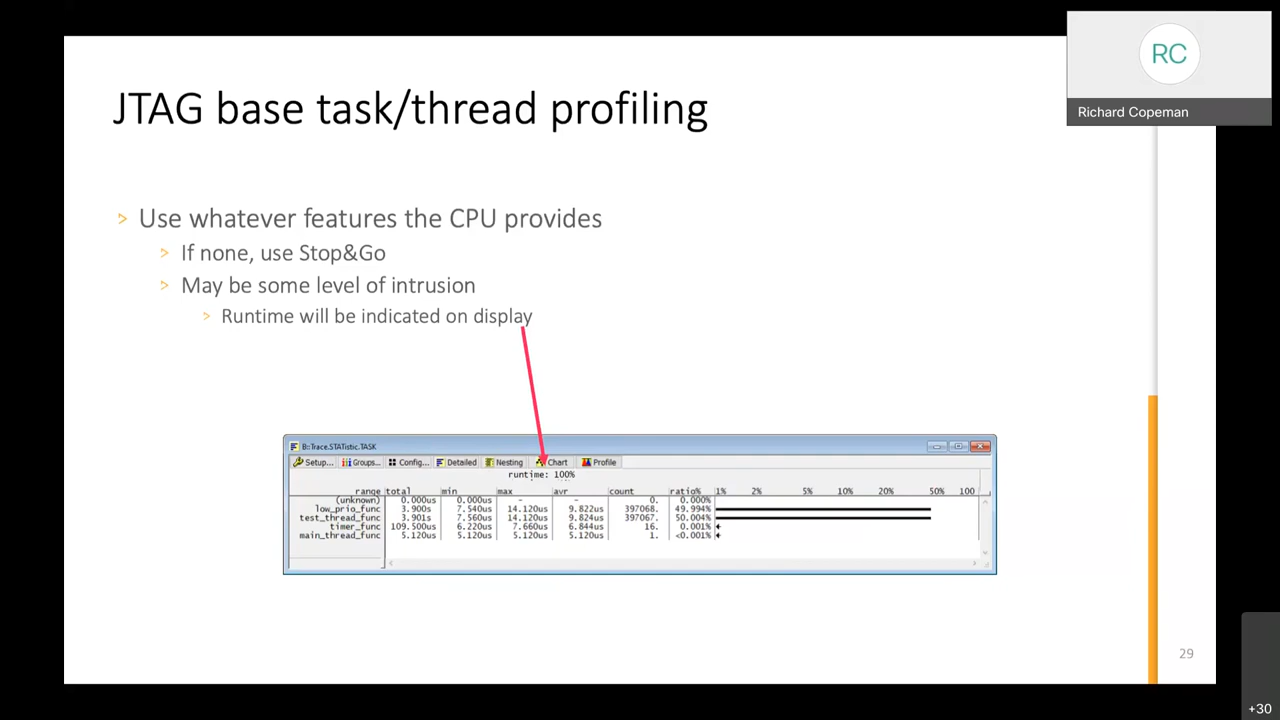 RC
Richard Copeman
JTAG base task/thread profiling
> Use whatever features the CPU provides
> If none, use Stop&Go
> May be some level of intrusion
> Runtime will be indicated on display
B::Trace.STATistic.TASK
Setup... Groups... Config... Detailed Nesting Chart Profile
runtime: 100%
range total min max avr count ratio% 1% 2% 5% 10% 20% 50% 100
(unknown) 0.000us 0.000us - - 0. 0.000%
low_prio_func 3.900s 7.540us 14.120us 9.822us 397068. 49.994%
test_thread_func 3.901s 7.560us 14.120us 9.824us 397067. 50.004%
timer_func 109.500us 6.220us 7.660us 6.844us 16. 0.001%
main_thread_func 5.120us 5.120us 5.120us 5.120us 1. <0.001%
29
+30